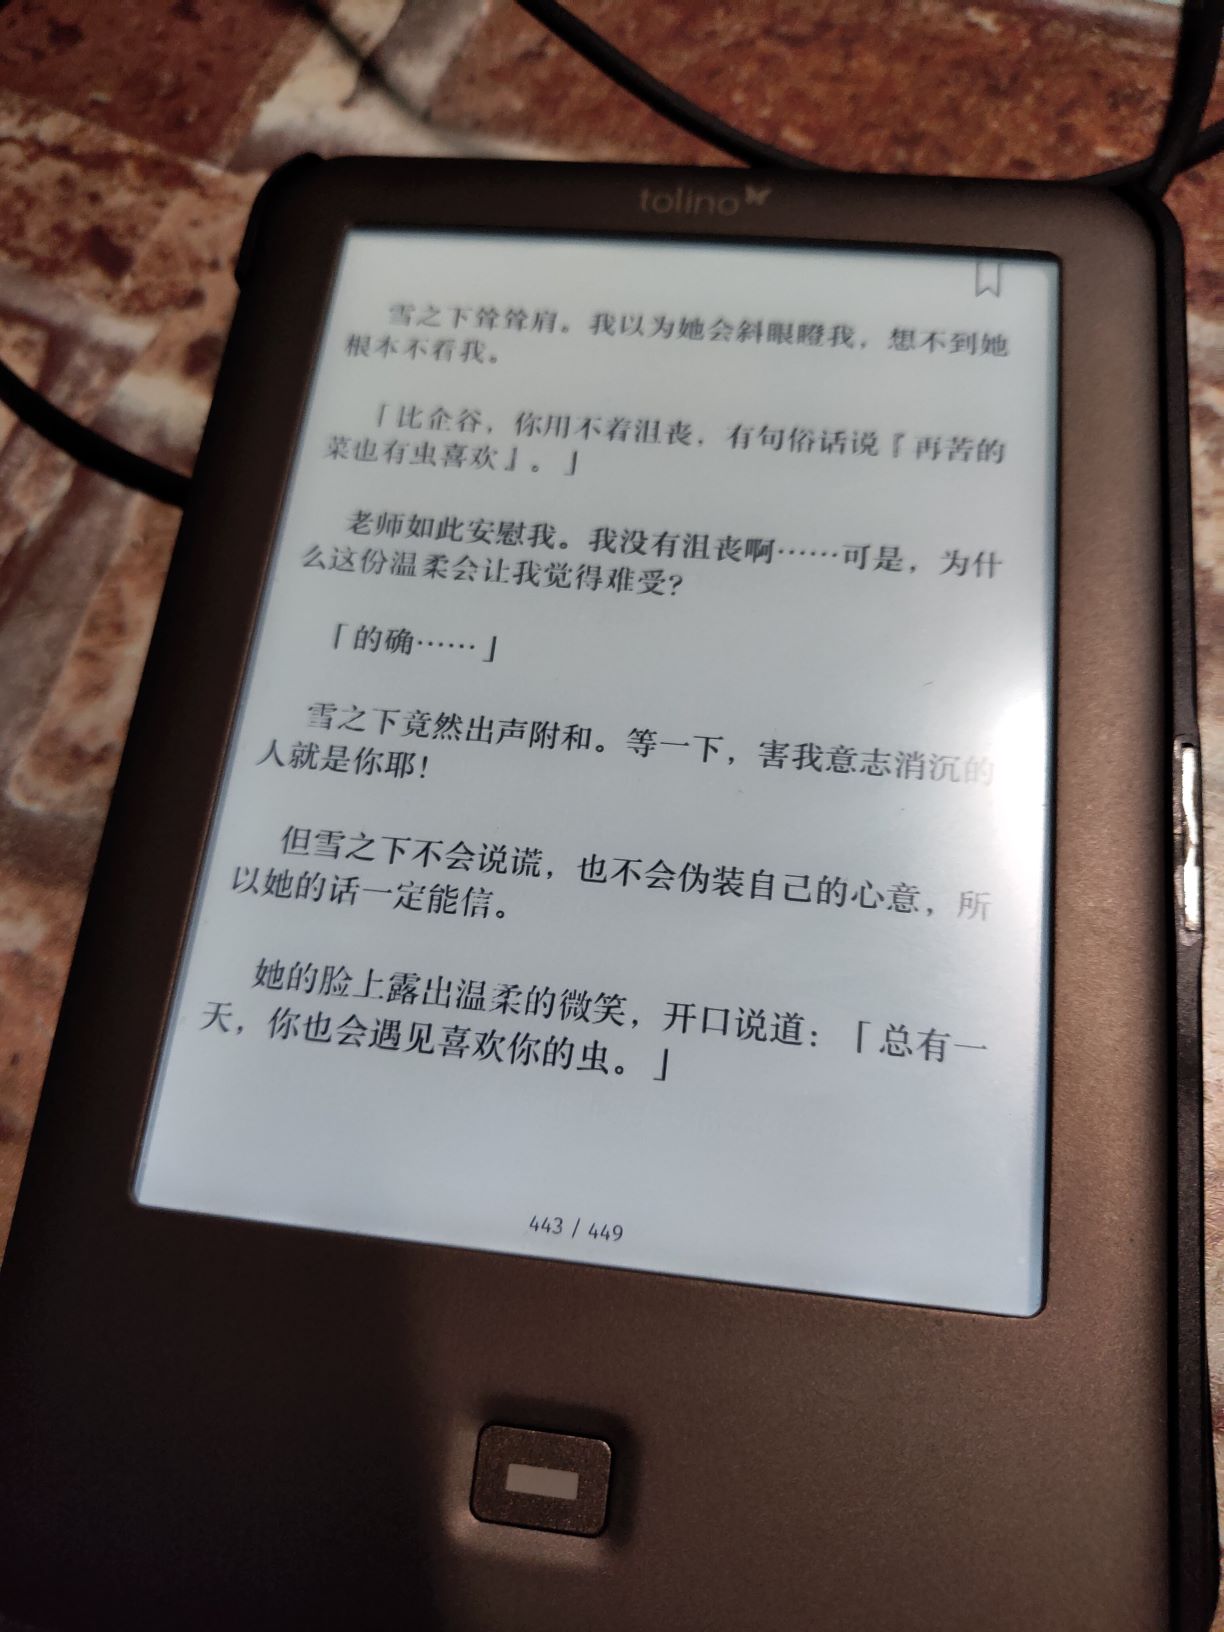 tolino
雪之下耸耸肩。我以为她会斜眼瞪我，想不到她
根本不看我。
「比企谷，你用不着沮丧，有句俗话说『再苦的
菜也有虫喜欢』。」
老师如此安慰我。我没有沮丧啊……可是，为什
么这份温柔会让我觉得难受？
「的确……」
雪之下竟然出声附和。等一下，害我意志消沉的
人就是你耶！
但雪之下不会说谎，也不会伪装自己的心意，所
以她的话一定能信。
她的脸上露出温柔的微笑，开口说道：「总有一
天，你也会遇见喜欢你的虫。」
443 / 449